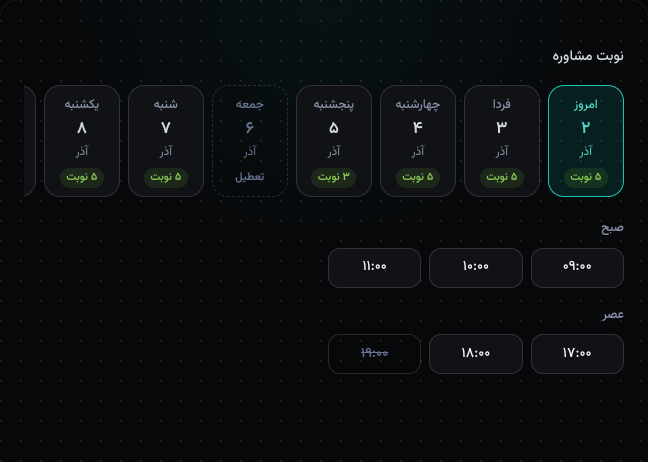 نوبت مشاوره
امروز
۲
آذر
۵ نوبت
فردا
۳
آذر
۵ نوبت
چهارشنبه
۴
آذر
۵ نوبت
پنجشنبه
۵
آذر
۳ نوبت
جمعه
۶
آذر
تعطیل
شنبه
۷
آذر
۵ نوبت
یکشنبه
۸
آذر
۵ نوبت
صبح
۰۹:۰۰
۱۰:۰۰
۱۱:۰۰
عصر
۱۷:۰۰
۱۸:۰۰
۱۹:۰۰